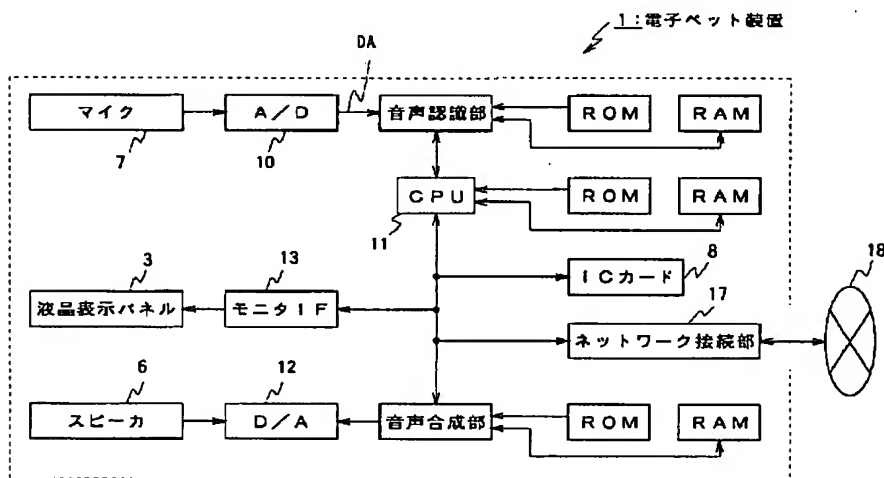 1:電子ペット装置
DA
マイク
A/D
音声認識部
ROM
RAM
7
10
CPU
ROM
RAM
11
8
ICカード
18
3
13
17
液晶表示パネル
モニタIF
ネットワーク接続部
6
12
スピーカ
D/A
音声合成部
ROM
RAM